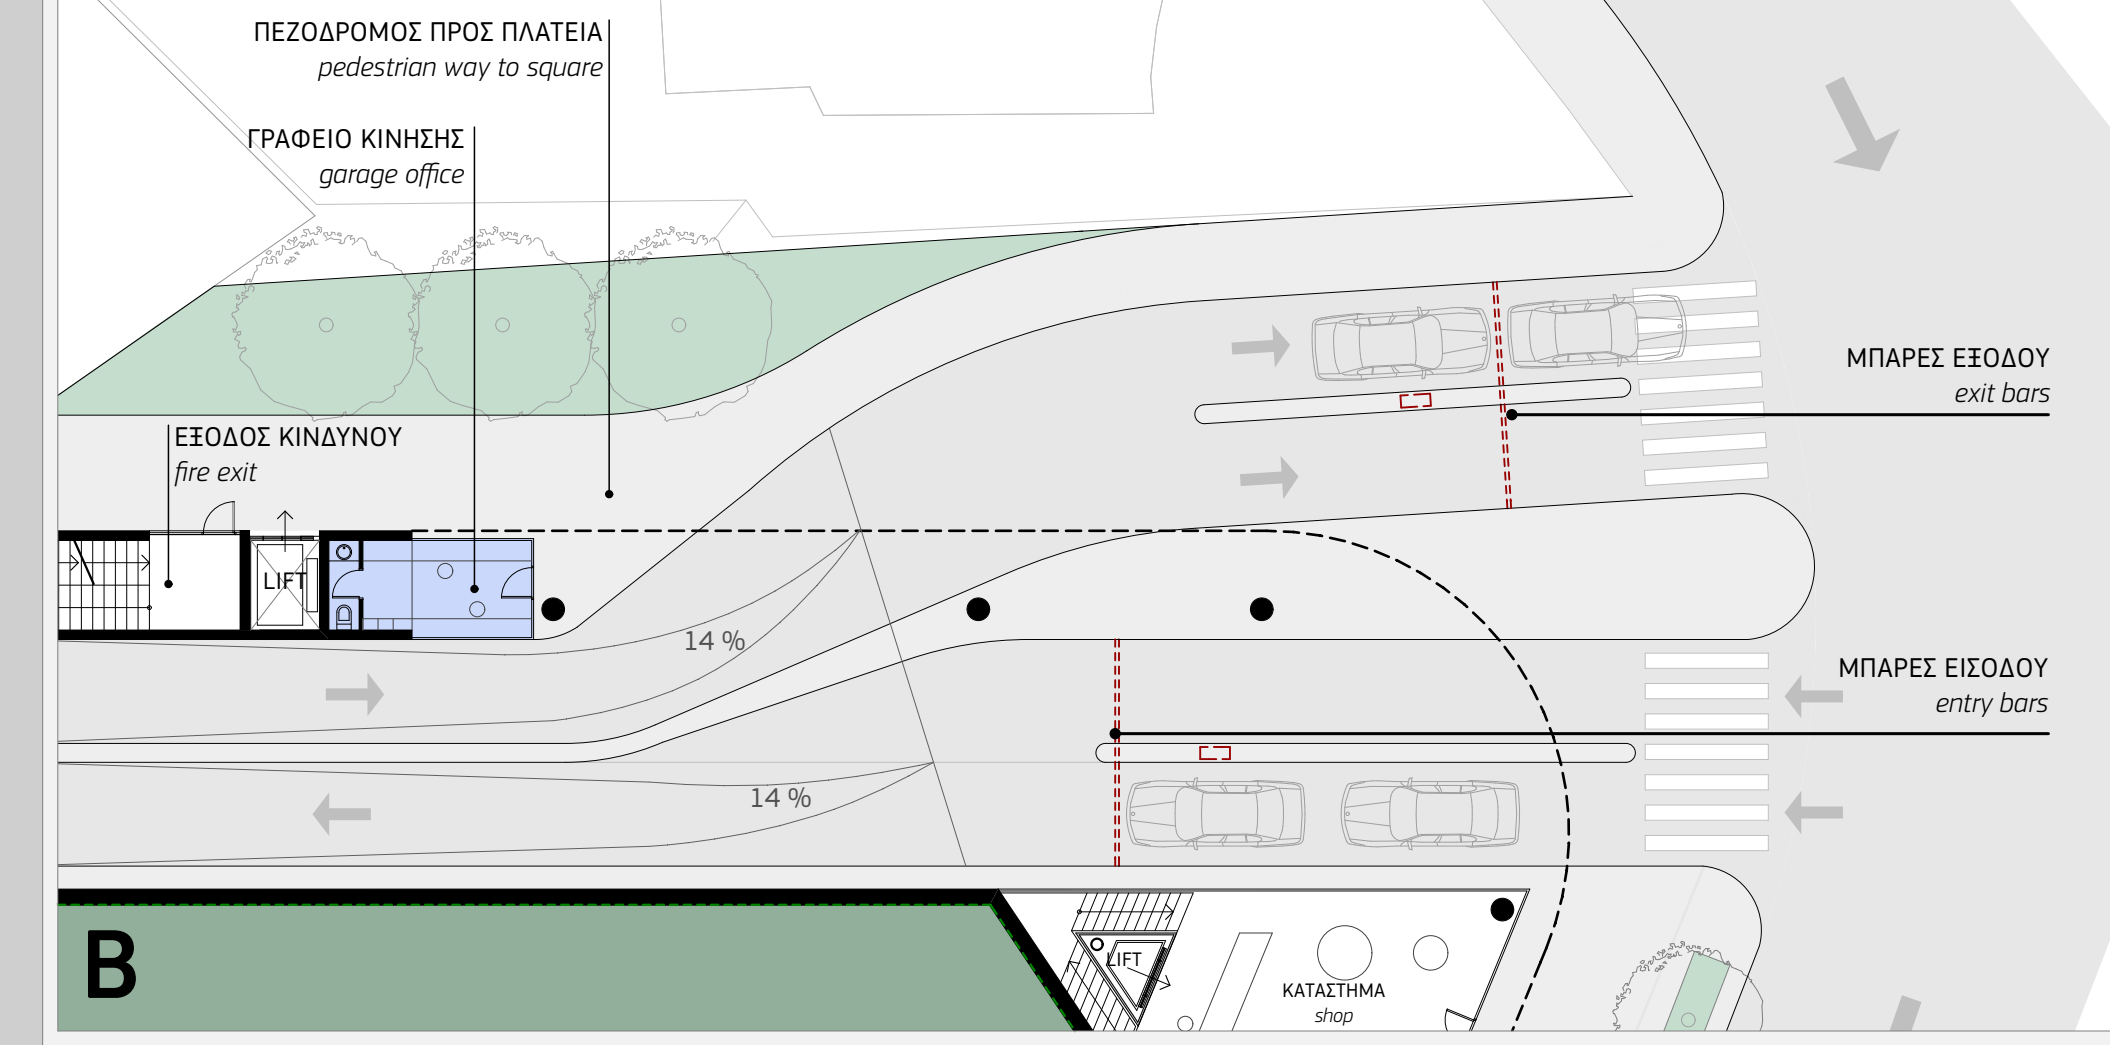 ΠΕΖΟΔΡΟΜΟΣ ΠΡΟΣ ΠΛΑΤΕΙΑ
pedestrian way to square
ΓΡΑΦΕΙΟ ΚΙΝΗΣΗΣ
garage office
ΜΠΑΡΕΣ ΕΞΟΔΟΥ
exit bars
ΕΞΟΔΟΣ ΚΙΝΔΥΝΟΥ
fire exit
LIFT
14 %
ΜΠΑΡΕΣ ΕΙΣΟΔΟΥ
entry bars
14 %
B
LIFT
ΚΑΤΑΣΤΗΜΑ
shop